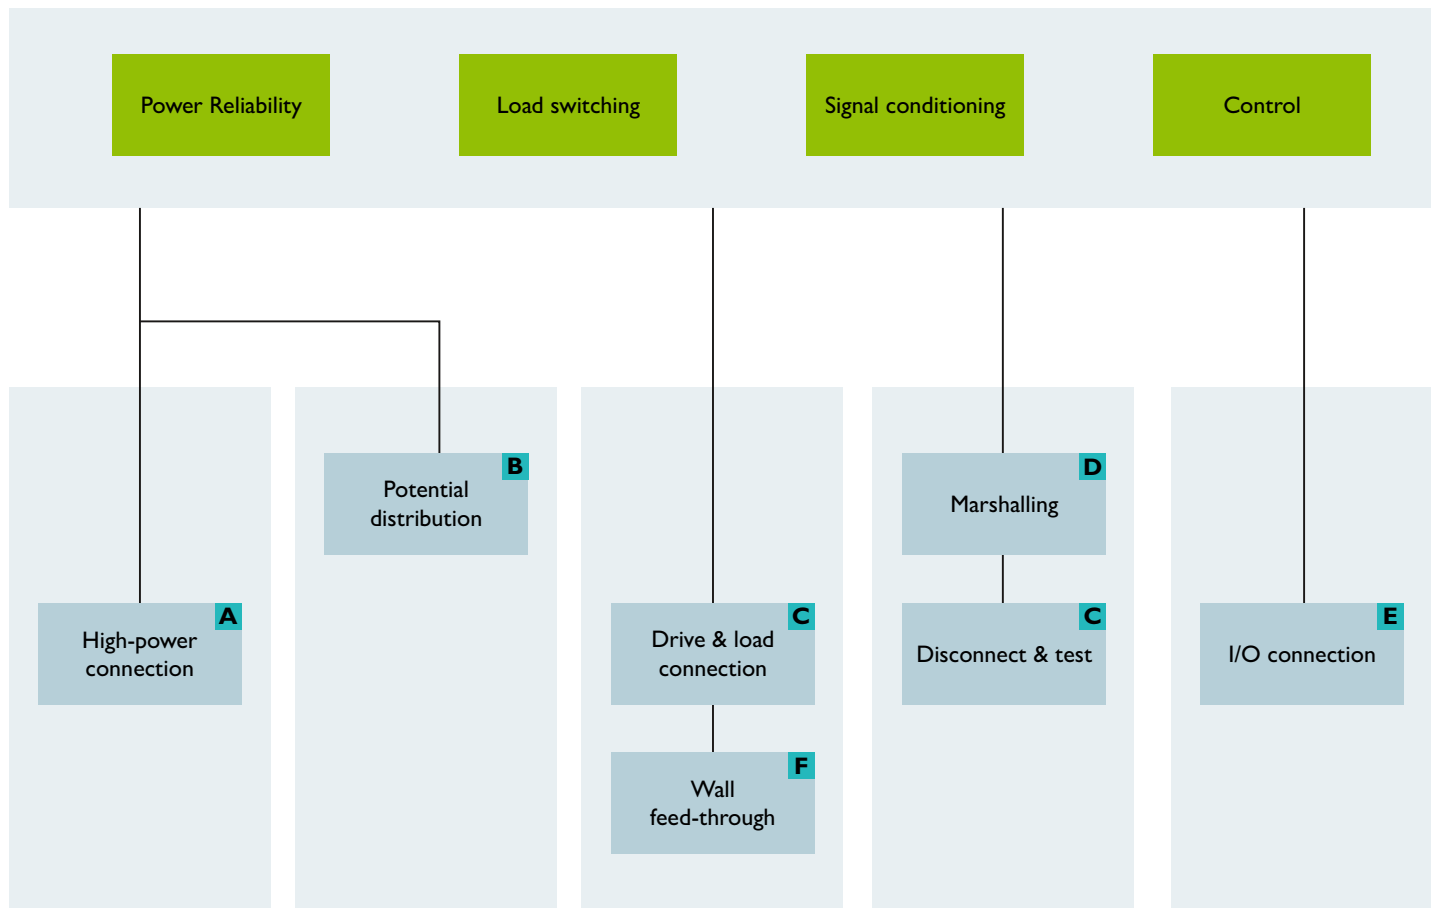 Power Reliability
Load switching
Signal conditioning
Control
A
High-power
connection
B
Potential
distribution
C
Drive & load
connection
F
Wall
feed-through
D
Marshalling
C
Disconnect & test
E
I/O connection